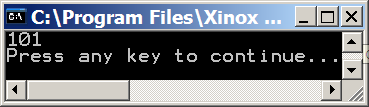 C:\Program Files\Xinox ...
101
Press any key to continue...